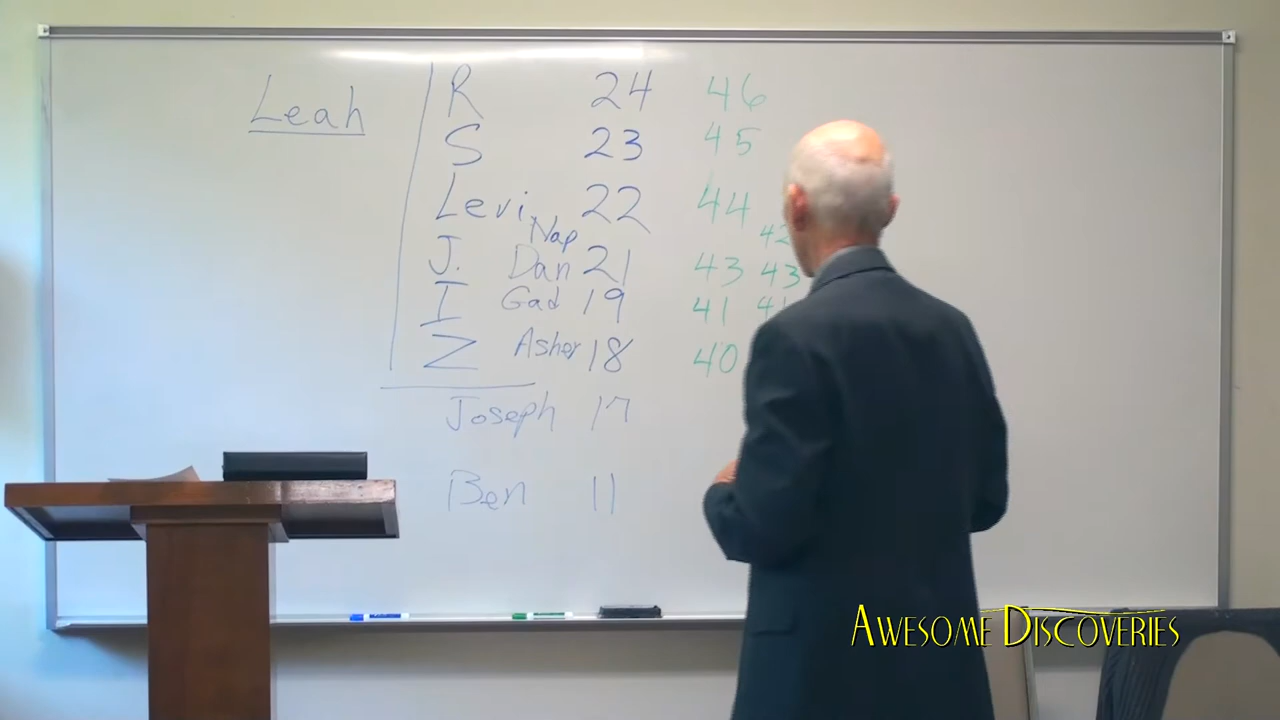 Leah
R 24 46
S 23 45
Levi 22 44
Nap 42
J. Dan 21 43 43
I Gad 19 41
Z Asher 18 40
Joseph 17
Ben 11
AWESOME DISCOVERIES